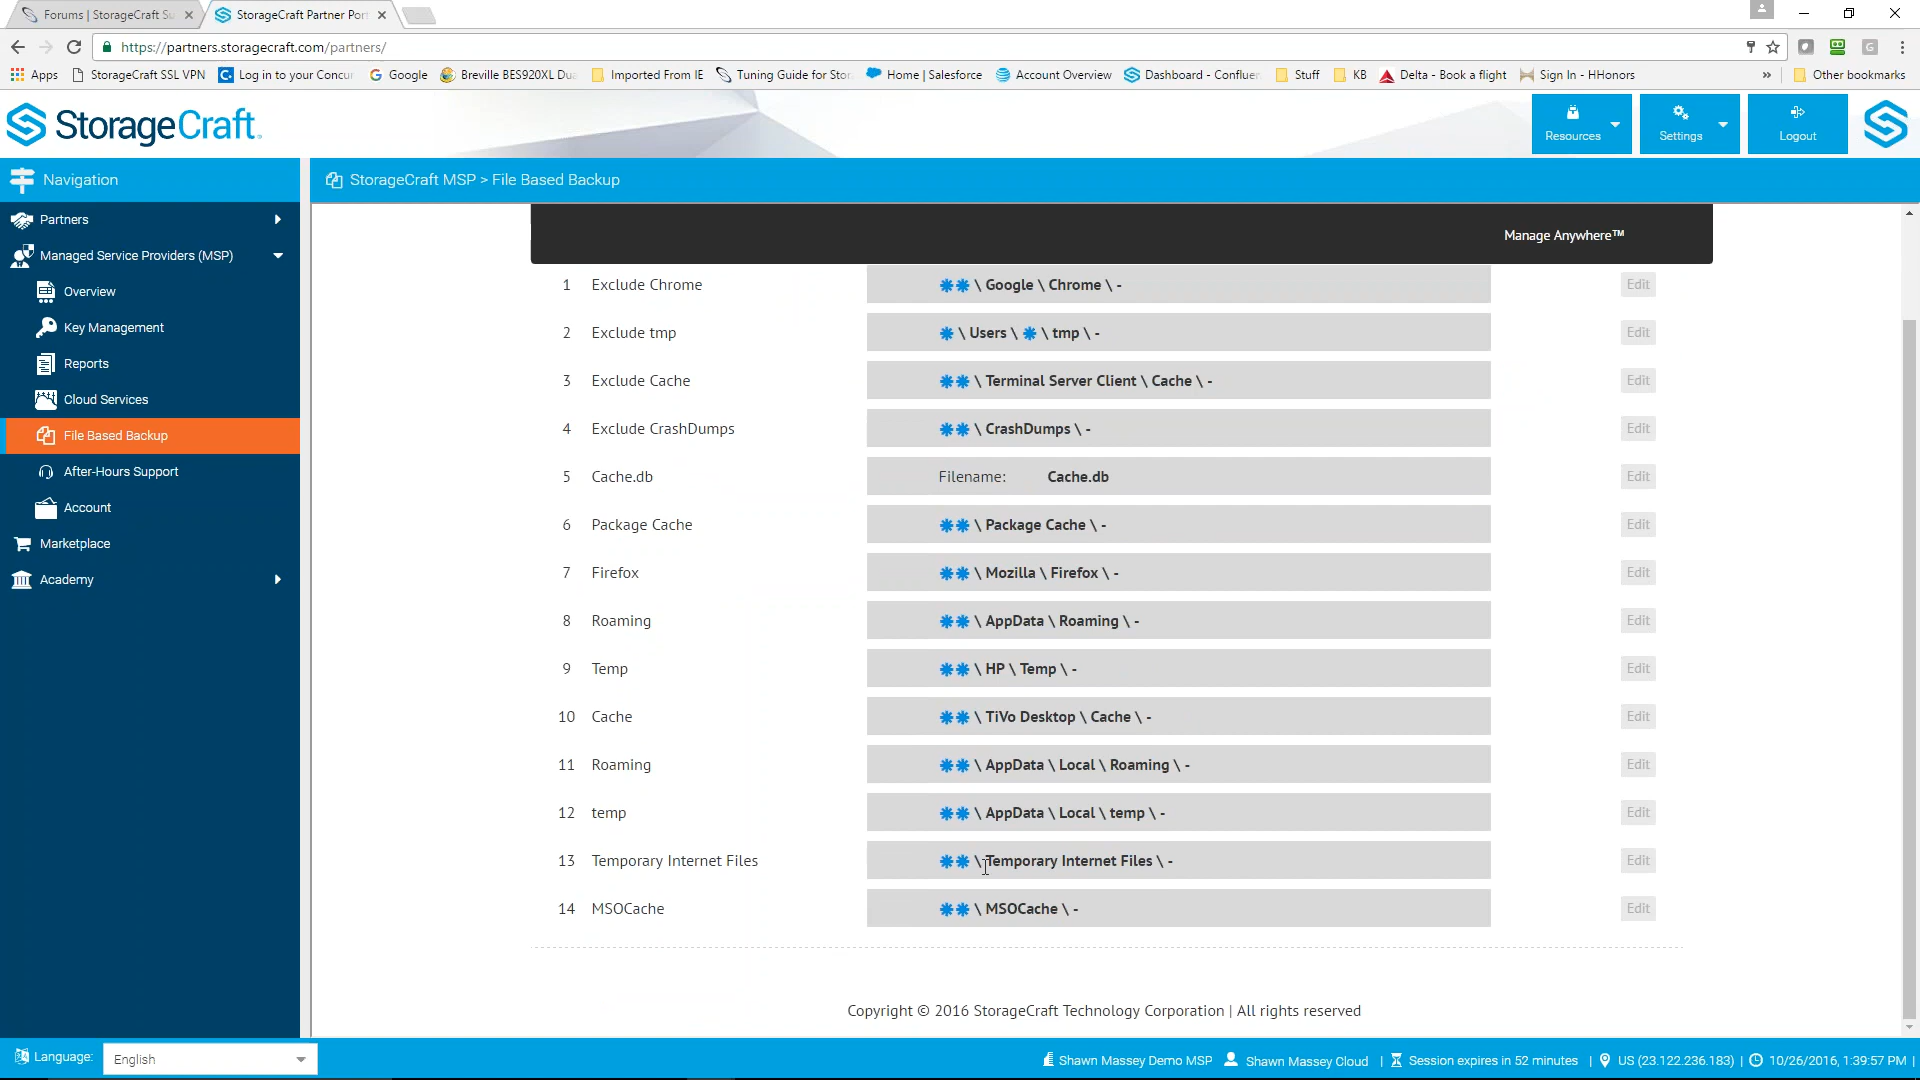 Forums | StorageCraft Su
StorageCraft Partner Por
https://partners.storagecraft.com/partners/
Apps
StorageCraft SSL VPN
Log in to your Concur
Google
Breville BES920XL Dua
Imported From IE
Tuning Guide for Stor
Home | Salesforce
Account Overview
Dashboard - Confluen
Stuff
KB
Delta - Book a flight
Sign In - HHonors
»
Other bookmarks
StorageCraft
Resources
Settings
Logout
Navigation
StorageCraft MSP > File Based Backup
Partners
Managed Service Providers (MSP)
Overview
Key Management
Reports
Cloud Services
File Based Backup
After-Hours Support
Account
Marketplace
Academy
Manage Anywhere™
1 Exclude Chrome ** \ Google \ Chrome \ - Edit
2 Exclude tmp * \ Users \ * \ tmp \ - Edit
3 Exclude Cache ** \ Terminal Server Client \ Cache \ - Edit
4 Exclude CrashDumps ** \ CrashDumps \ - Edit
5 Cache.db Filename: Cache.db Edit
6 Package Cache ** \ Package Cache \ - Edit
7 Firefox ** \ Mozilla \ Firefox \ - Edit
8 Roaming ** \ AppData \ Roaming \ - Edit
9 Temp ** \ HP \ Temp \ - Edit
10 Cache ** \ TiVo Desktop \ Cache \ - Edit
11 Roaming ** \ AppData \ Local \ Roaming \ - Edit
12 temp ** \ AppData \ Local \ temp \ - Edit
13 Temporary Internet Files ** \ Temporary Internet Files \ - Edit
14 MSOCache ** \ MSOCache \ - Edit
Copyright © 2016 StorageCraft Technology Corporation | All rights reserved
Language: English
Shawn Massey Demo MSP Shawn Massey Cloud | Session expires in 52 minutes | US (23.122.236.183) | 10/26/2016, 1:39:57 PM |